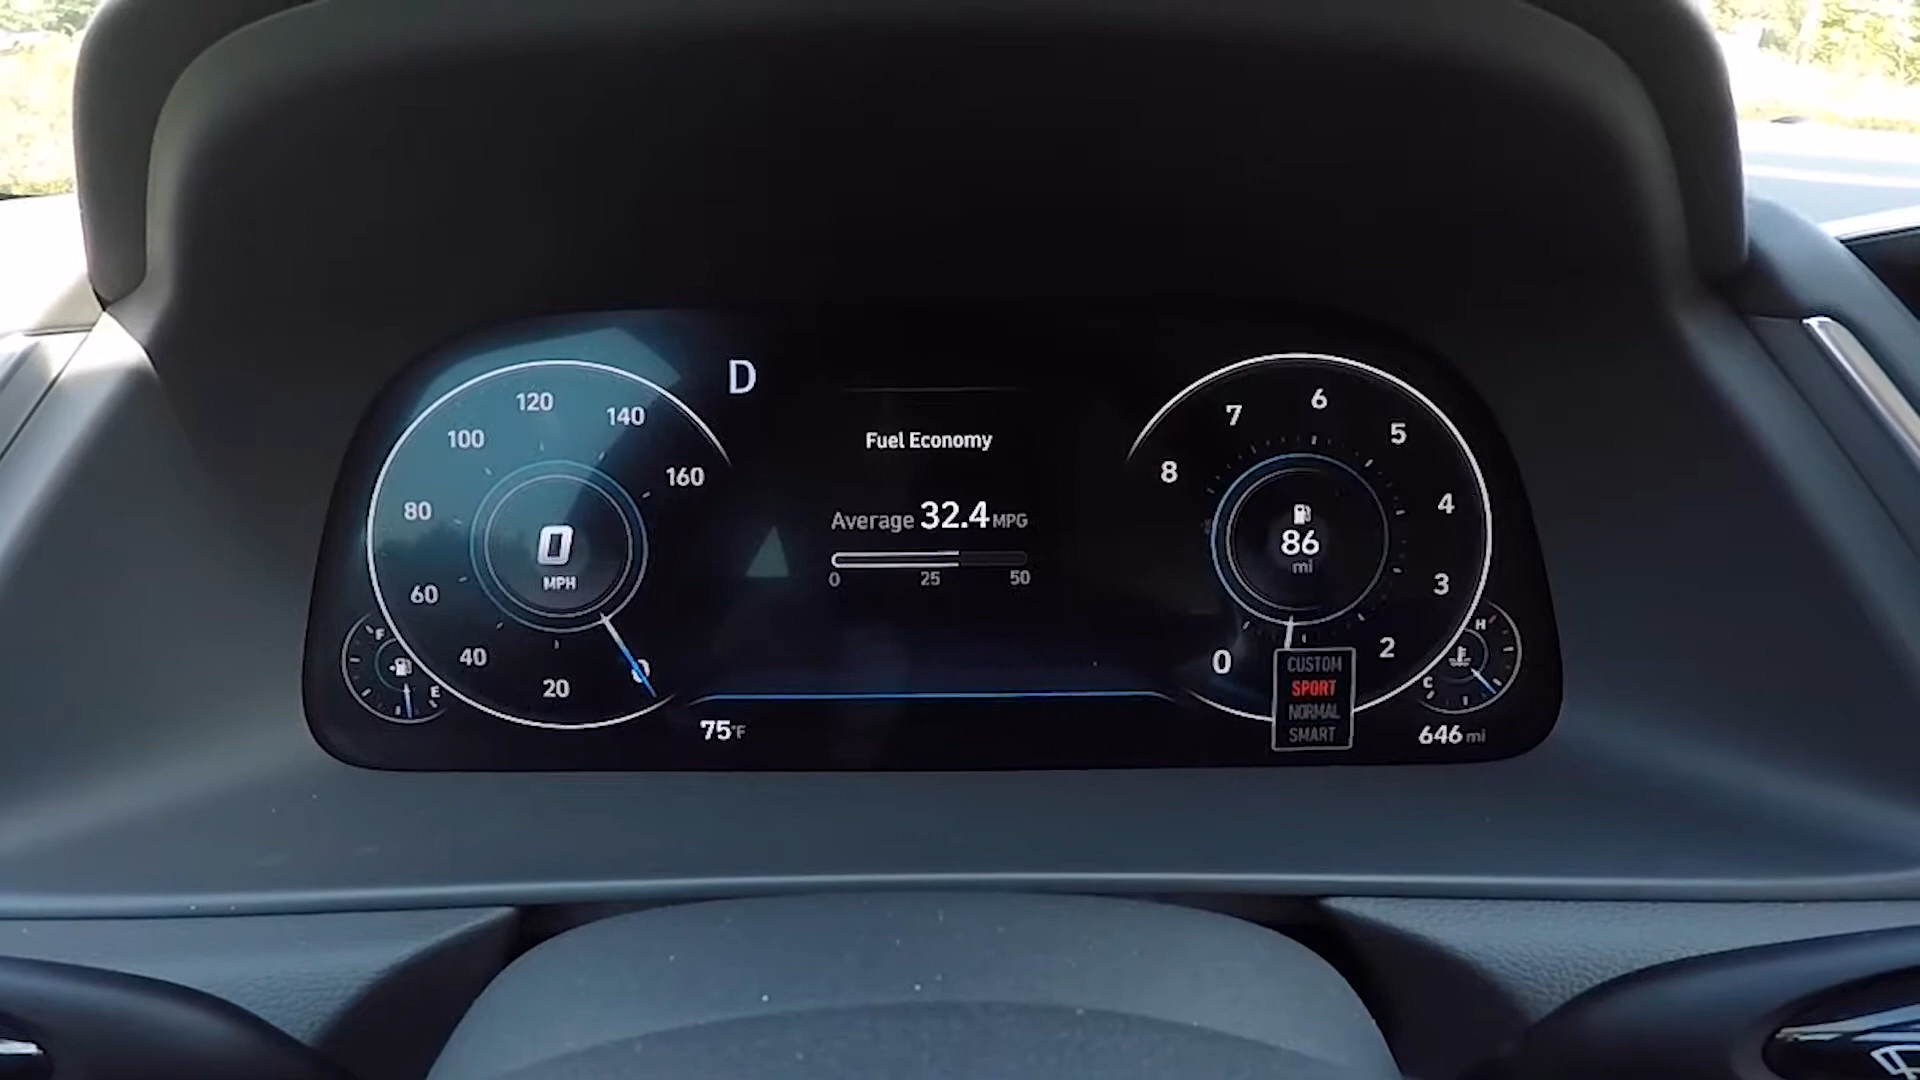 D
120
140
100
160
80
60
40
20
0
MPH
F
E
Fuel Economy
Average 32.4 MPG
0 25 50
75°F
6
7
5
8
4
3
2
0
86
mi
CUSTOM
SPORT
NORMAL
SMART
H
C
646 mi